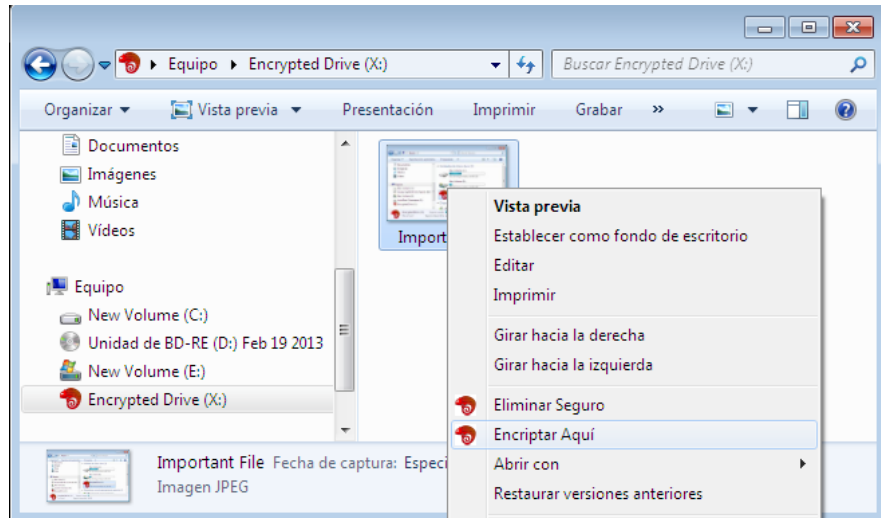 Equipo ▸ Encrypted Drive (X:)
Buscar Encrypted Drive (X:)
Organizar Vista previa Presentación Imprimir Grabar »
Documentos
Imágenes
Música
Vídeos
Equipo
New Volume (C:)
Unidad de BD-RE (D:) Feb 19 2013
New Volume (E:)
Encrypted Drive (X:)
Import
Vista previa
Establecer como fondo de escritorio
Editar
Imprimir
Girar hacia la derecha
Girar hacia la izquierda
Eliminar Seguro
Encriptar Aquí
Abrir con
Restaurar versiones anteriores
Important File Fecha de captura: Especi
Imagen JPEG